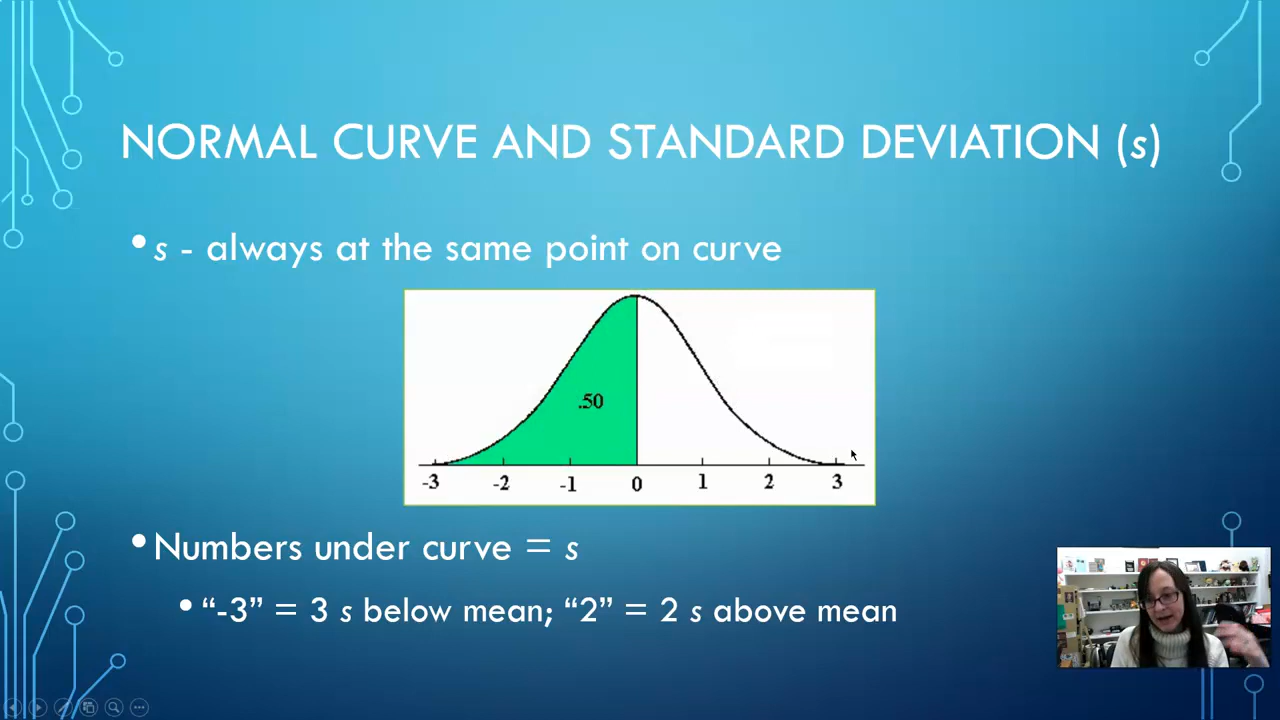 NORMAL CURVE AND STANDARD DEVIATION (s)
• s - always at the same point on curve
.50
-3 -2 -1 0 1 2 3
• Numbers under curve = s
• “-3” = 3 s below mean; “2” = 2 s above mean